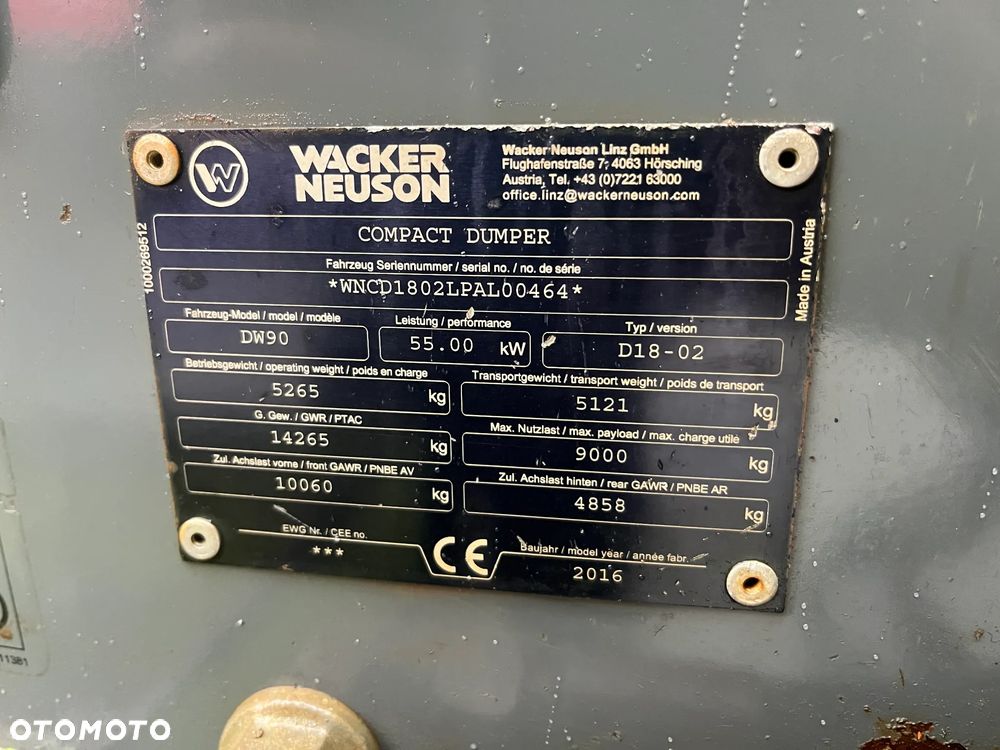 W
WACKER
NEUSON
Wacker Neuson Linz GmbH
Flughafenstraße 7, 4063 Hörsching
Austria, Tel. +43 (0)7221 63000
office.linz@wackerneuson.com
1000269512
COMPACT DUMPER
Made in Austria
Fahrzeug Seriennummer / serial no. / no. de série
*WNCD1802LPAL00464*
Fahrzeug-Model / model / modèle
DW90
Leistung / performance
55.00 kW
Typ / version
D18-02
Betriebsgewicht / operating weight / poids en charge
5265 kg
Transportgewicht / transport weight / poids de transport
5121 kg
G. Gew. / GWR / PTAC
14265 kg
Max. Nutzlast / max. payload / max. charge utile
9000 kg
Zul. Achslast vorne / front GAWR / PNBE AV
10060 kg
Zul. Achslast hinten / rear GAWR / PNBE AR
4858 kg
EWG Nr. / CEE no.
***
CE
Baujahr / model year / année fabr.
2016
OTOMOTO